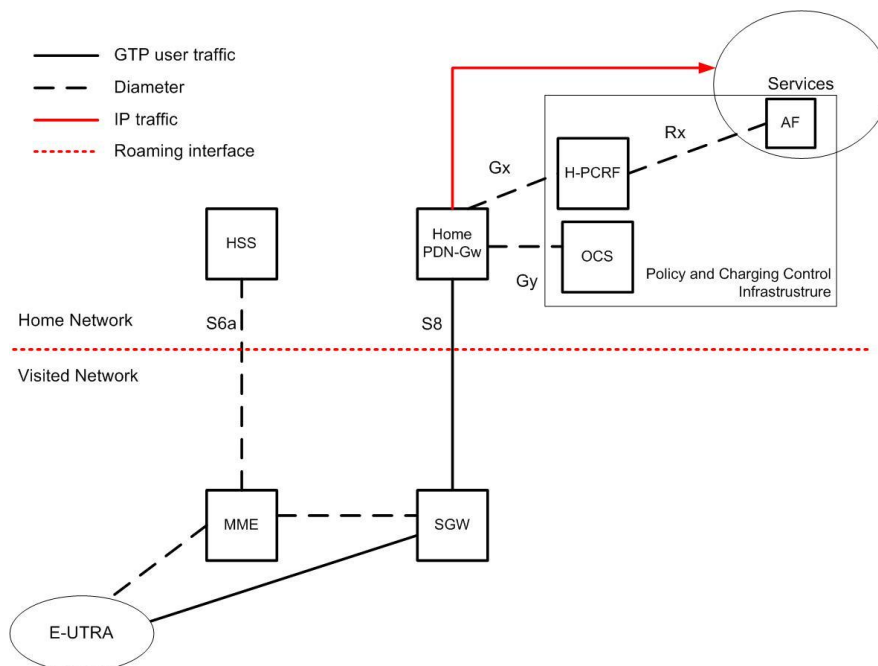 GTP user traffic
Diameter
IP traffic
Roaming interface
Services
AF
Rx
Gx
H-PCRF
HSS
Home
PDN-Gw
OCS
Gy
Policy and Charging Control
Infrastrusture
Home Network
S6a
S8
Visited Network
MME
SGW
E-UTRA